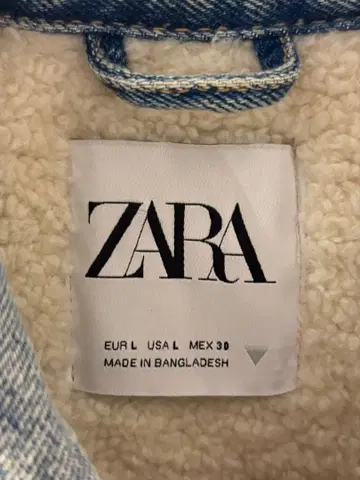 ZARA
EUR L USA L MEX 30
MADE IN BANGLADESH